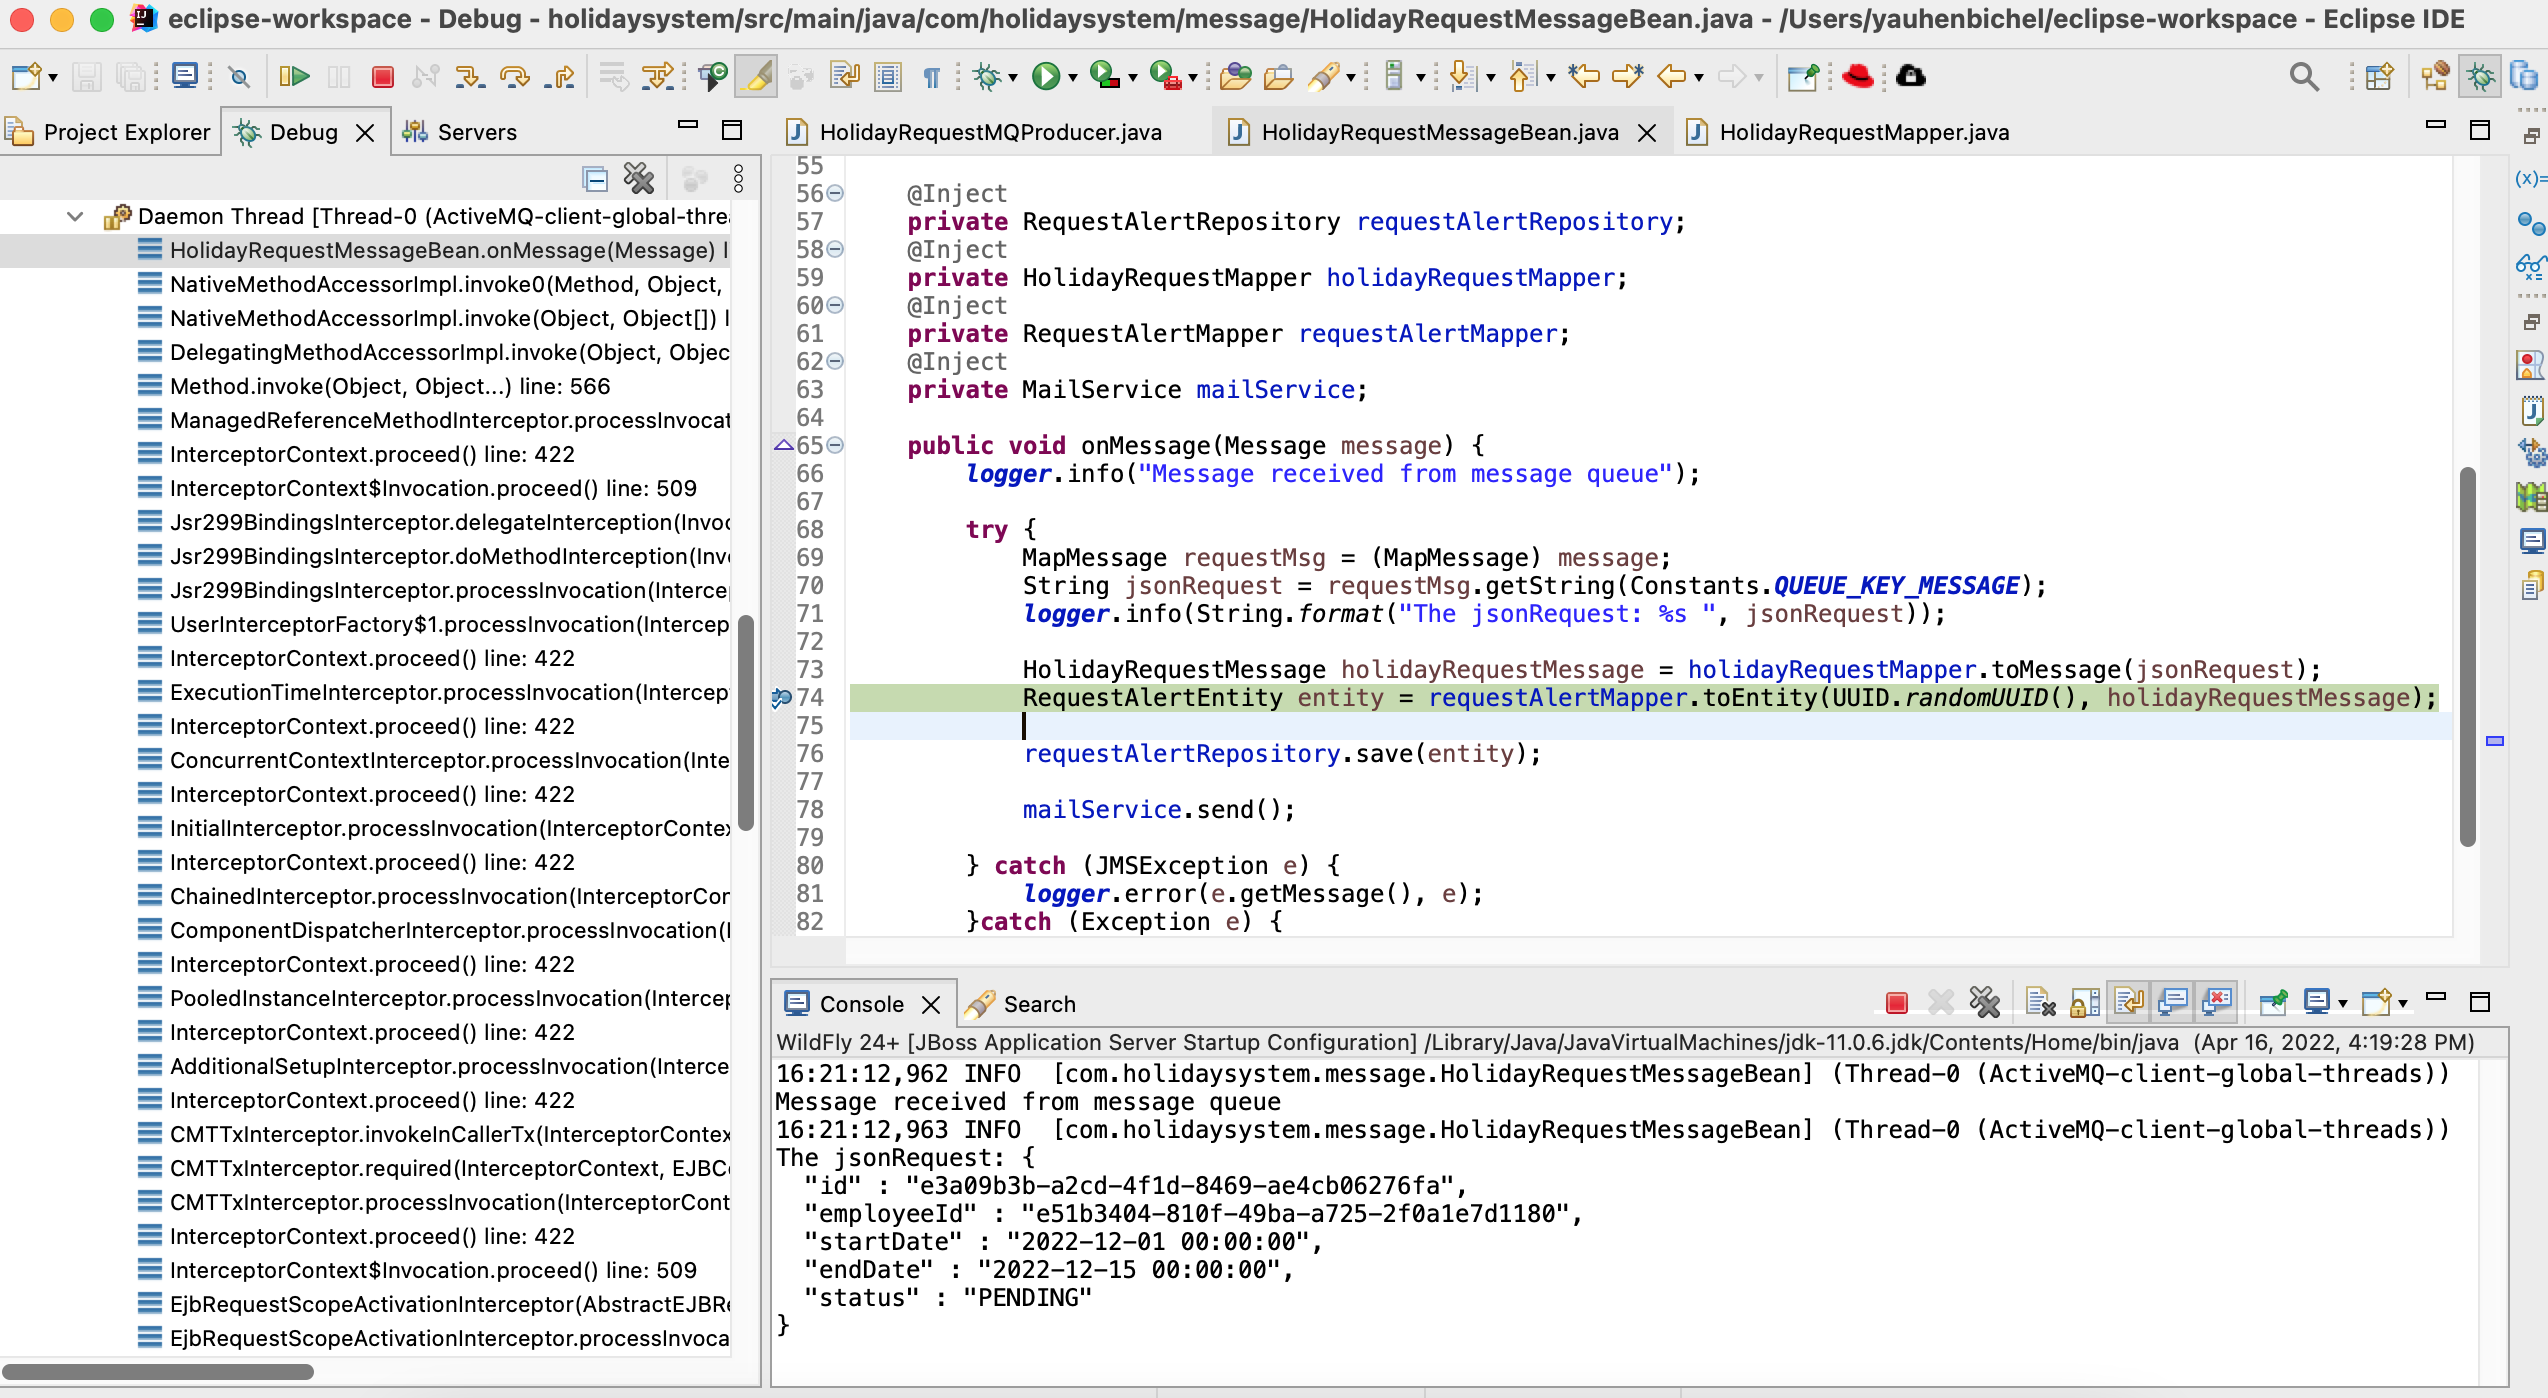 eclipse-workspace - Debug - holidaysystem/src/main/java/com/holidaysystem/message/HolidayRequestMessageBean.java - /Users/yauhenbichel/eclipse-workspace - Eclipse IDE
Project Explorer
Debug
Servers
Daemon Thread [Thread-0 (ActiveMQ-client-global-threa
HolidayRequestMessageBean.onMessage(Message) l
NativeMethodAccessorImpl.invoke0(Method, Object,
NativeMethodAccessorImpl.invoke(Object, Object[]) l
DelegatingMethodAccessorImpl.invoke(Object, Objec
Method.invoke(Object, Object...) line: 566
ManagedReferenceMethodInterceptor.processInvocat
InterceptorContext.proceed() line: 422
InterceptorContext$Invocation.proceed() line: 509
Jsr299BindingsInterceptor.delegateInterception(Invoc
Jsr299BindingsInterceptor.doMethodInterception(Inv
Jsr299BindingsInterceptor.processInvocation(Interce
UserInterceptorFactory$1.processInvocation(Intercep
InterceptorContext.proceed() line: 422
ExecutionTimeInterceptor.processInvocation(Intercep
InterceptorContext.proceed() line: 422
ConcurrentContextInterceptor.processInvocation(Inte
InterceptorContext.proceed() line: 422
InitialInterceptor.processInvocation(InterceptorContex
InterceptorContext.proceed() line: 422
ChainedInterceptor.processInvocation(InterceptorCor
ComponentDispatcherInterceptor.processInvocation(I
InterceptorContext.proceed() line: 422
PooledInstanceInterceptor.processInvocation(Intercep
InterceptorContext.proceed() line: 422
AdditionalSetupInterceptor.processInvocation(Interce
InterceptorContext.proceed() line: 422
CMTTxInterceptor.invokeInCallerTx(InterceptorContex
CMTTxInterceptor.required(InterceptorContext, EJBC
CMTTxInterceptor.processInvocation(InterceptorCont
InterceptorContext.proceed() line: 422
InterceptorContext$Invocation.proceed() line: 509
EjbRequestScopeActivationInterceptor(AbstractEJBRe
EjbRequestScopeActivationInterceptor.processInvoca
HolidayRequestMQProducer.java
HolidayRequestMessageBean.java
HolidayRequestMapper.java
55
56 @Inject
57 private RequestAlertRepository requestAlertRepository;
58 @Inject
59 private HolidayRequestMapper holidayRequestMapper;
60 @Inject
61 private RequestAlertMapper requestAlertMapper;
62 @Inject
63 private MailService mailService;
64
65 public void onMessage(Message message) {
66 logger.info("Message received from message queue");
67
68 try {
69 MapMessage requestMsg = (MapMessage) message;
70 String jsonRequest = requestMsg.getString(Constants.QUEUE_KEY_MESSAGE);
71 logger.info(String.format("The jsonRequest: %s ", jsonRequest));
72
73 HolidayRequestMessage holidayRequestMessage = holidayRequestMapper.toMessage(jsonRequest);
74 RequestAlertEntity entity = requestAlertMapper.toEntity(UUID.randomUUID(), holidayRequestMessage);
75
76 requestAlertRepository.save(entity);
77
78 mailService.send();
79
80 } catch (JMSException e) {
81 logger.error(e.getMessage(), e);
82 }catch (Exception e) {
(x)=
Console
Search
WildFly 24+ [JBoss Application Server Startup Configuration] /Library/Java/JavaVirtualMachines/jdk-11.0.6.jdk/Contents/Home/bin/java (Apr 16, 2022, 4:19:28 PM)
16:21:12,962 INFO [com.holidaysystem.message.HolidayRequestMessageBean] (Thread-0 (ActiveMQ-client-global-threads))
Message received from message queue
16:21:12,963 INFO [com.holidaysystem.message.HolidayRequestMessageBean] (Thread-0 (ActiveMQ-client-global-threads))
The jsonRequest: {
"id" : "e3a09b3b-a2cd-4f1d-8469-ae4cb06276fa",
"employeeId" : "e51b3404-810f-49ba-a725-2f0a1e7d1180",
"startDate" : "2022-12-01 00:00:00",
"endDate" : "2022-12-15 00:00:00",
"status" : "PENDING"
}